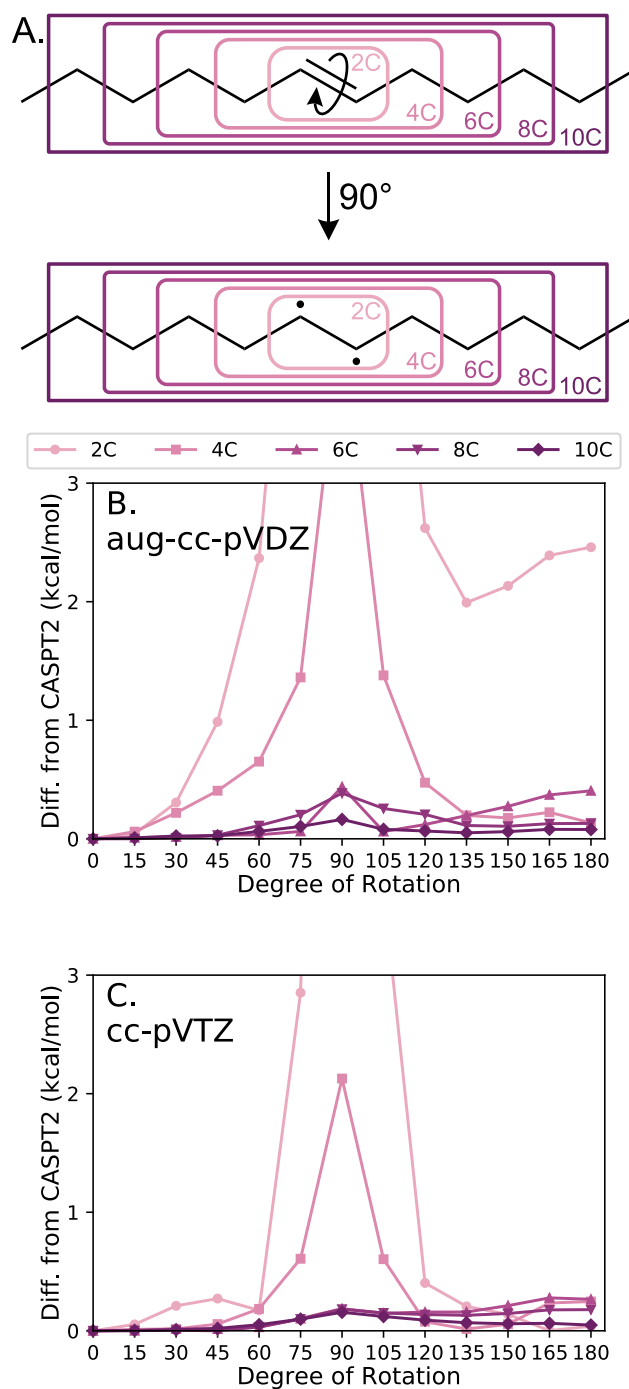 A.
2C
4C
6C
8C
10C
90°
2C
4C
6C
8C
10C
2C 4C 6C 8C 10C
B.
aug-cc-pVDZ
Diff. from CASPT2 (kcal/mol)
3
2
1
0
0 15 30 45 60 75 90 105 120 135 150 165 180
Degree of Rotation
C.
cc-pVTZ
Diff. from CASPT2 (kcal/mol)
3
2
1
0
0 15 30 45 60 75 90 105 120 135 150 165 180
Degree of Rotation